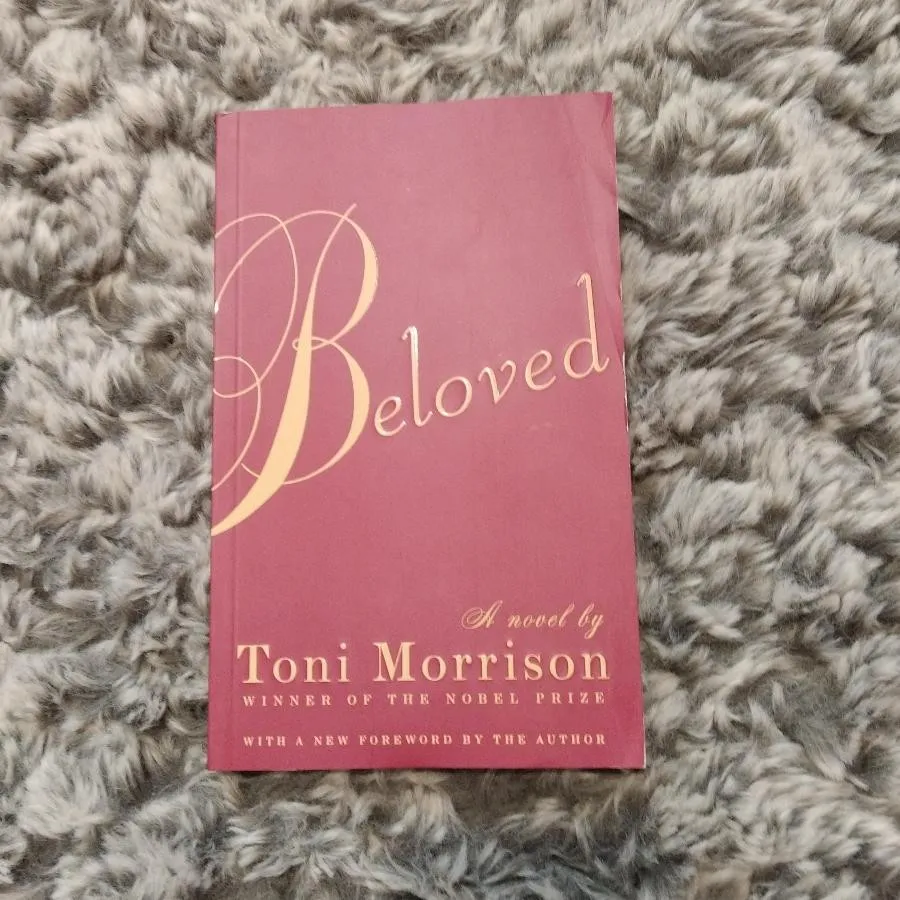 Beloved
A novel by
Toni Morrison
WINNER OF THE NOBEL PRIZE
WITH A NEW FOREWORD BY THE AUTHOR